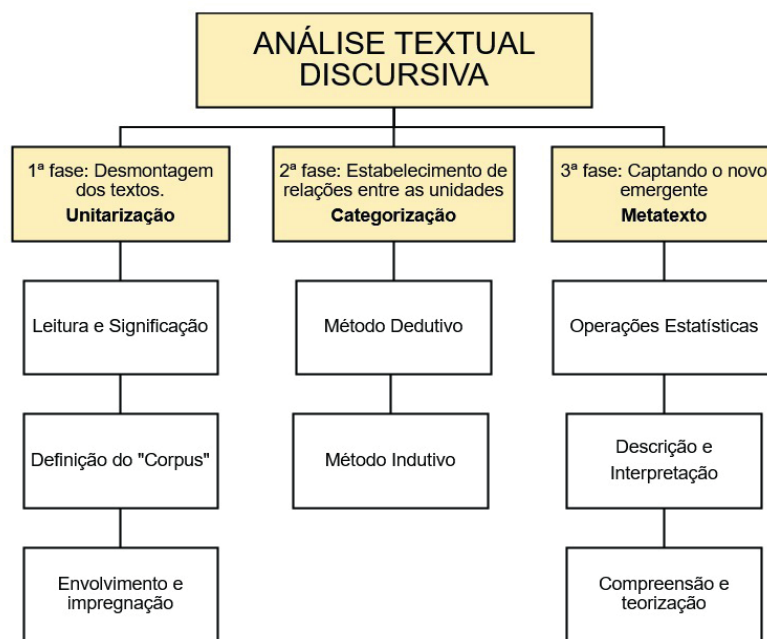 ANÁLISE TEXTUAL
DISCURSIVA
1ª fase: Desmontagem
dos textos.
Unitarização
2ª fase: Estabelecimento de
relações entre as unidades
Categorização
3ª fase: Captando o novo
emergente
Metatexto
Leitura e Significação
Método Dedutivo
Operações Estatísticas
Definição do "Corpus"
Método Indutivo
Descrição e
Interpretação
Envolvimento e
impregnação
Compreensão e
teorização